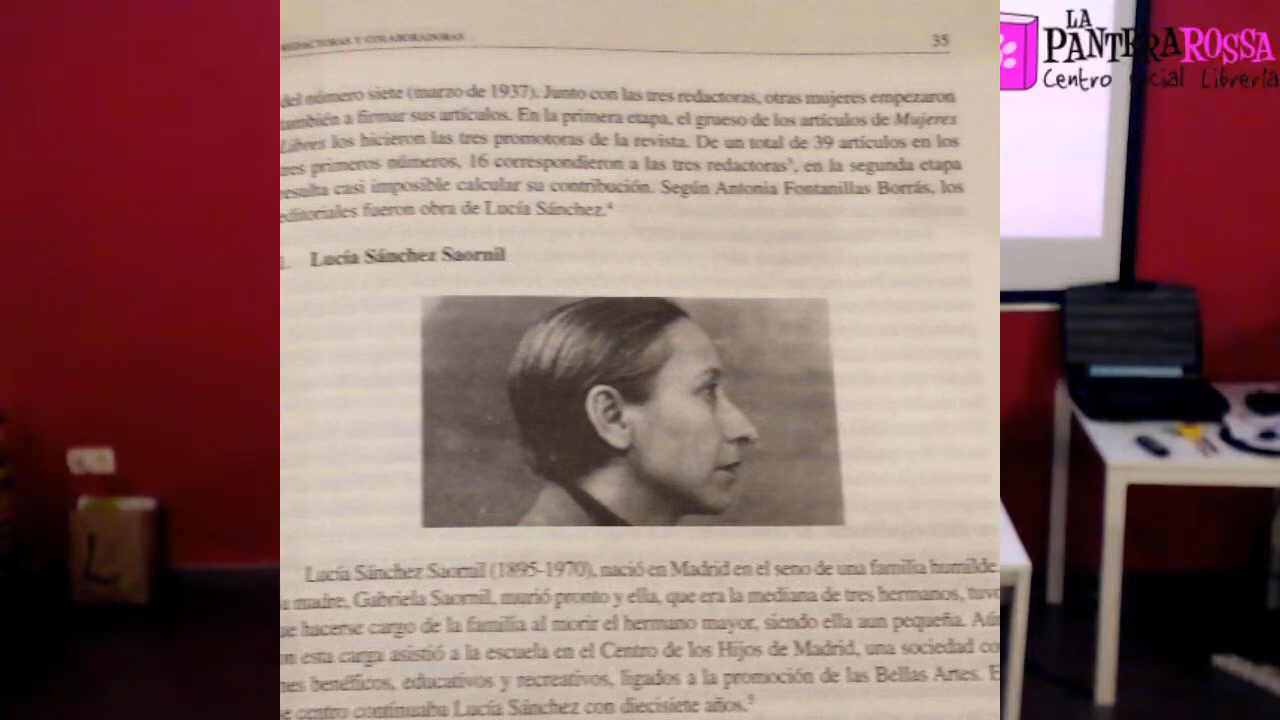 REDACTORAS Y COLABORADORAS 35
del número siete (marzo de 1937). Junto con las tres redactoras, otras mujeres empezaron
también a firmar sus artículos. En la primera etapa, el grueso de los artículos de Mujeres
Libres los hicieron las tres promotoras de la revista. De un total de 39 artículos en los
tres primeros números, 16 correspondieron a las tres redactoras³, en la segunda etapa
resulta casi imposible calcular su contribución. Según Antonia Fontanillas Borrás, los
editoriales fueron obra de Lucía Sánchez.⁴
1. Lucía Sánchez Saornil
Lucía Sánchez Saornil (1895-1970), nació en Madrid en el seno de una familia humilde.
u madre, Gabriela Saornil, murió pronto y ella, que era la mediana de tres hermanos, tuvo
ue hacerse cargo de la familia al morir el hermano mayor, siendo ella aun pequeña. Aún
on esta carga asistió a la escuela en el Centro de los Hijos de Madrid, una sociedad co
nes benéficos, educativos y recreativos, ligados a la promoción de las Bellas Artes. E
e centro continuaba Lucía Sánchez con diecisiete años.⁵
LA
PANTERA ROSSA
Centro Social Librería
L